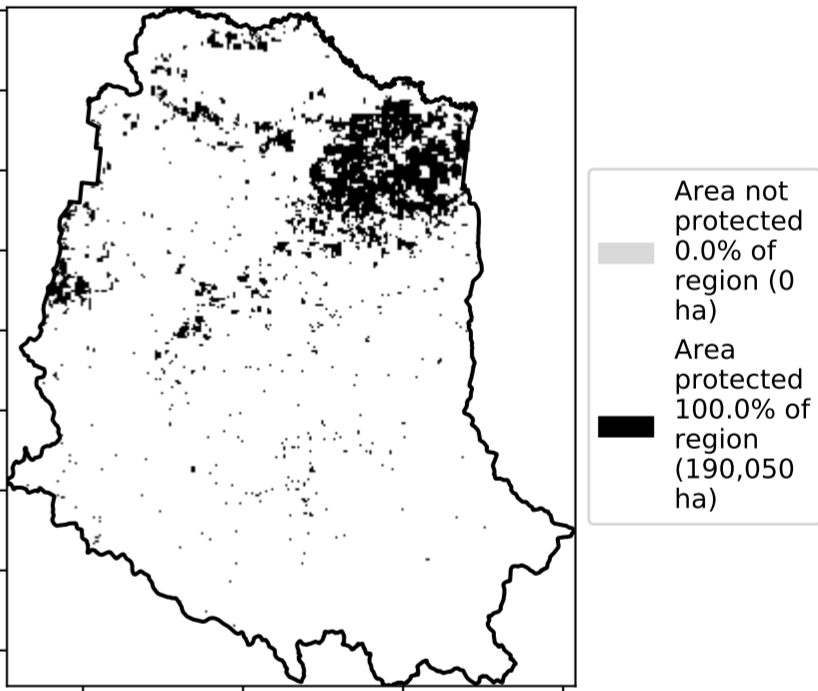 Area not
protected
0.0% of
region (0
ha)
Area
protected
100.0% of
region
(190,050
ha)